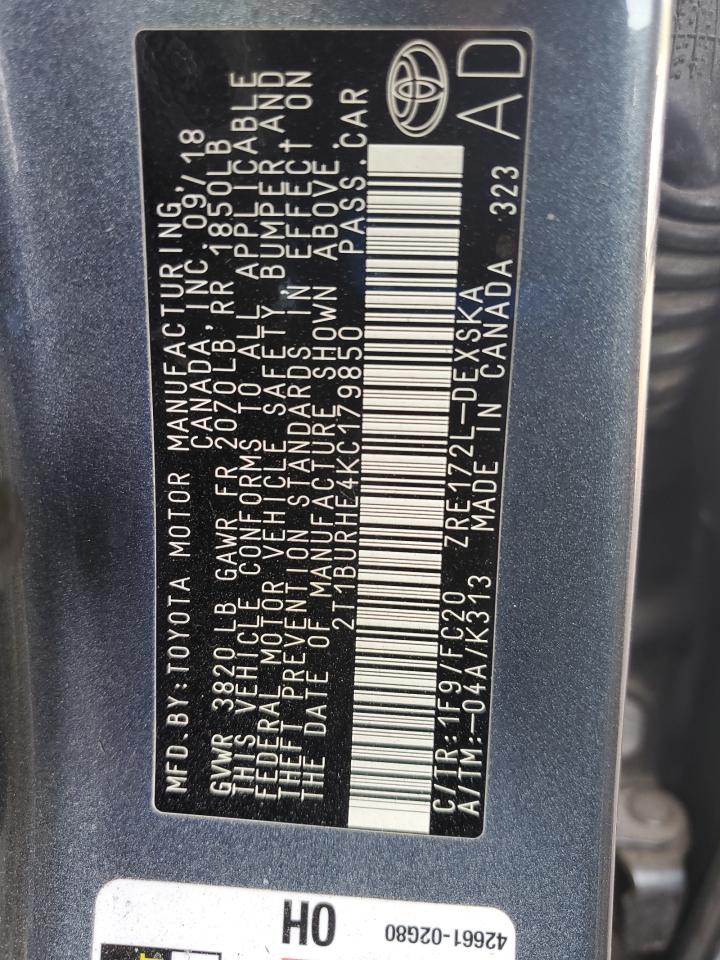 MFD.BY:TOYOTA MOTOR MANUFACTURING,
CANADA, INC. 09/18
GVWR 3820LB GAWR FR 2070LB,RR 1850LB
THIS VEHICLE CONFORMS TO ALL APPLICABLE
FEDERAL MOTOR VEHICLE SAFETY, BUMPER,AND
THEFT PREVENTION STANDARDS IN EFFECT ON
THE DATE OF MANUFACTURE SHOWN ABOVE.
2T1BURHE4KC179850 PASS.CAR
C/TR:1F9/FC20 ZRE172L-DEXSKA
A/TM:-04A/K313 MADE IN CANADA 323
AD
42661-02G80
OH